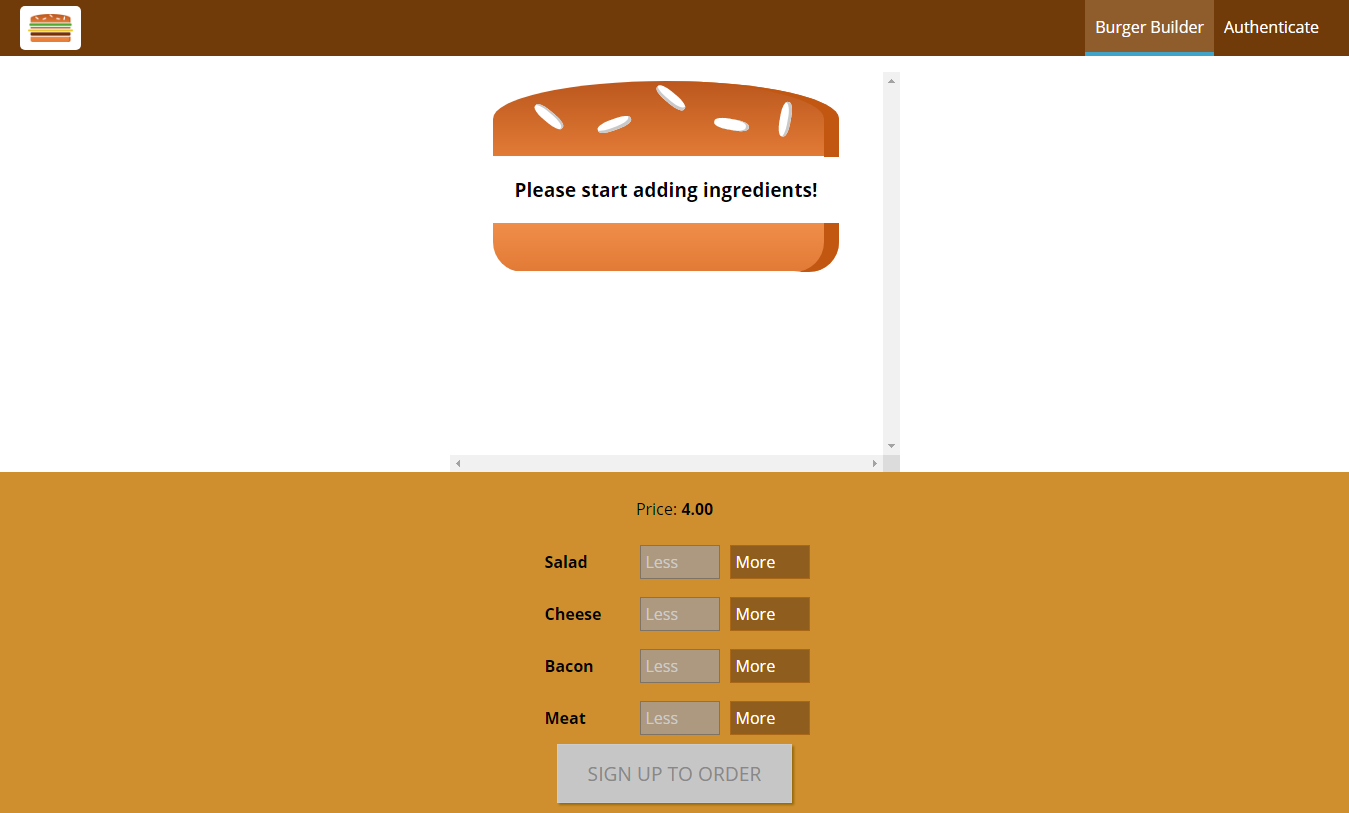 Burger Builder Authenticate
Please start adding ingredients!
Price: 4.00
Salad Less More
Cheese Less More
Bacon Less More
Meat Less More
SIGN UP TO ORDER